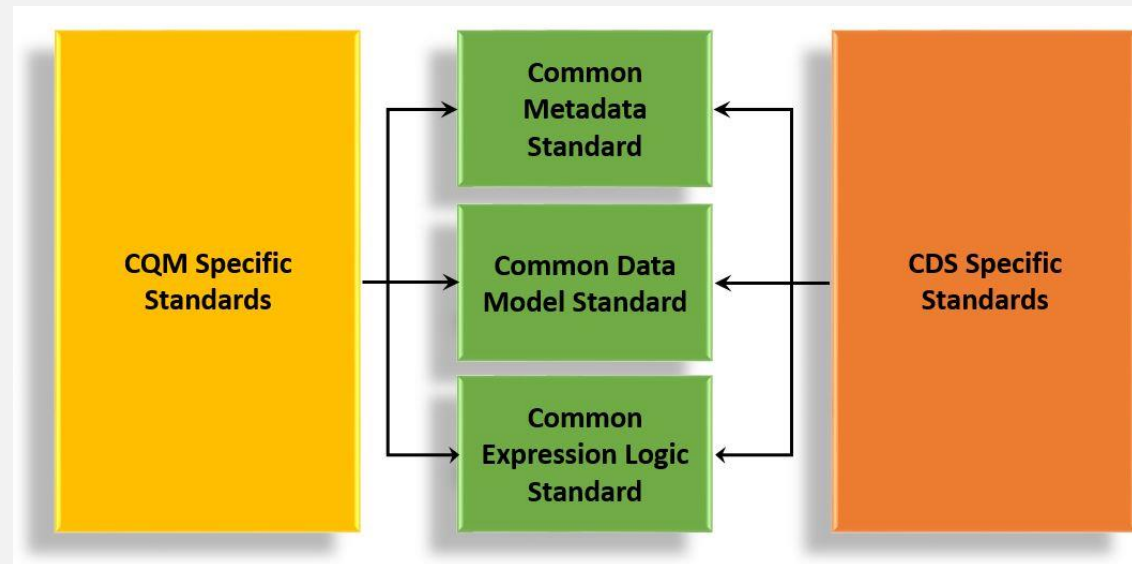 CQM Specific
Standards
Common
Metadata
Standard
Common Data
Model Standard
Common
Expression Logic
Standard
CDS Specific
Standards